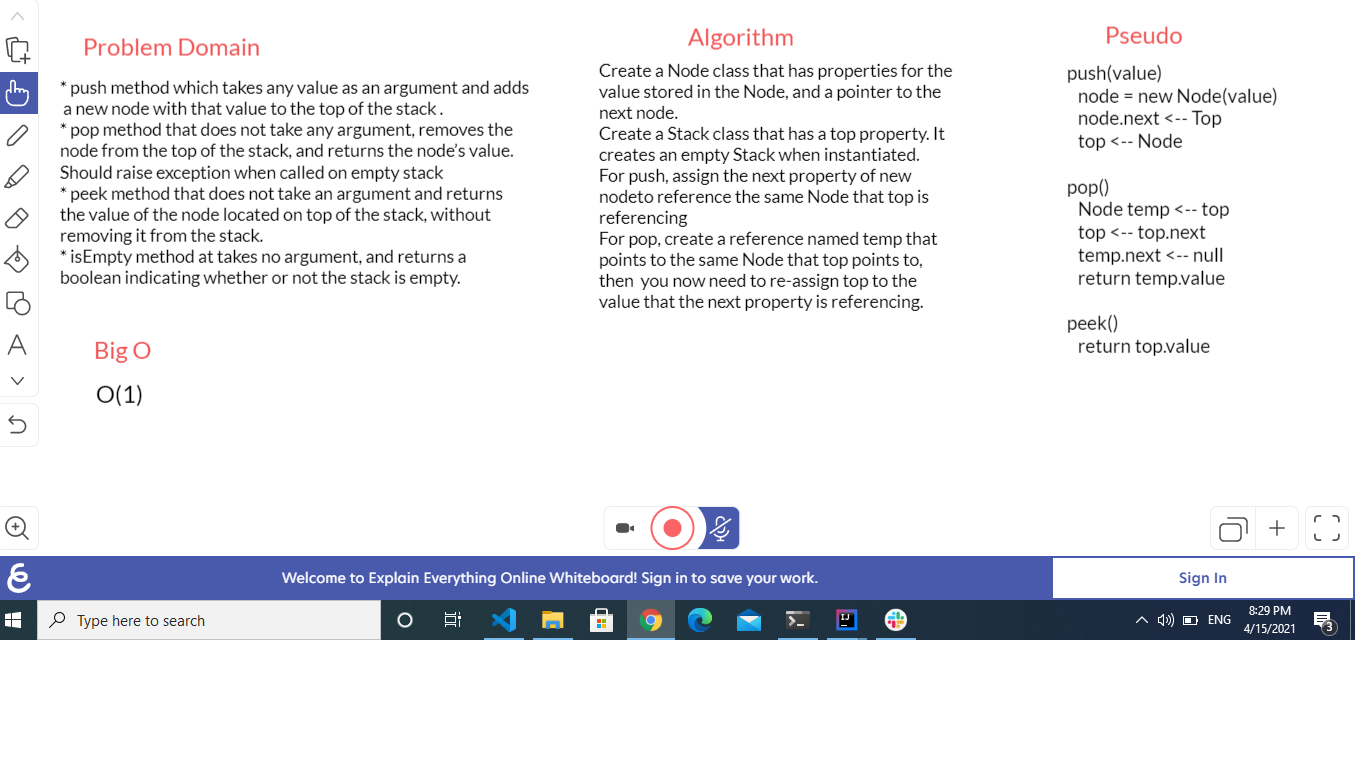 Problem Domain
* push method which takes any value as an argument and adds
a new node with that value to the top of the stack .
* pop method that does not take any argument, removes the
node from the top of the stack, and returns the node’s value.
Should raise exception when called on empty stack
* peek method that does not take an argument and returns
the value of the node located on top of the stack, without
removing it from the stack.
* isEmpty method at takes no argument, and returns a
boolean indicating whether or not the stack is empty.
Big O
O(1)
Algorithm
Create a Node class that has properties for the
value stored in the Node, and a pointer to the
next node.
Create a Stack class that has a top property. It
creates an empty Stack when instantiated.
For push, assign the next property of new
nodeto reference the same Node that top is
referencing
For pop, create a reference named temp that
points to the same Node that top points to,
then  you now need to re-assign top to the
value that the next property is referencing.
Pseudo
push(value)
node = new Node(value)
node.next <-- Top
top <-- Node
pop()
Node temp <-- top
top <-- top.next
temp.next <-- null
return temp.value
peek()
return top.value
A
Welcome to Explain Everything Online Whiteboard! Sign in to save your work.
Sign In
Type here to search
IJ
ENG
8:29 PM
4/15/2021
3